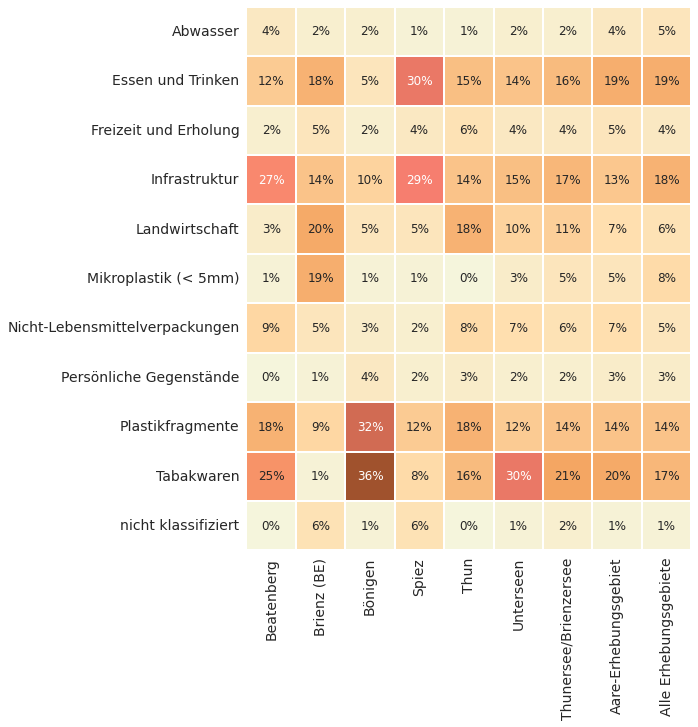 Abwasser 4% 2% 2% 1% 1% 2% 2% 4% 5%
Essen und Trinken 12% 18% 5% 30% 15% 14% 16% 19% 19%
Freizeit und Erholung 2% 5% 2% 4% 6% 4% 4% 5% 4%
Infrastruktur 27% 14% 10% 29% 14% 15% 17% 13% 18%
Landwirtschaft 3% 20% 5% 5% 18% 10% 11% 7% 6%
Mikroplastik (< 5mm) 1% 19% 1% 1% 0% 3% 5% 5% 8%
Nicht-Lebensmittelverpackungen 9% 5% 3% 2% 8% 7% 6% 7% 5%
Persönliche Gegenstände 0% 1% 4% 2% 3% 2% 2% 3% 3%
Plastikfragmente 18% 9% 32% 12% 18% 12% 14% 14% 14%
Tabakwaren 25% 1% 36% 8% 16% 30% 21% 20% 17%
nicht klassifiziert 0% 6% 1% 6% 0% 1% 2% 1% 1%
Beatenberg
Brienz (BE)
Bönigen
Spiez
Thun
Unterseen
Thunersee/Brienzersee
Aare-Erhebungsgebiet
Alle Erhebungsgebiete